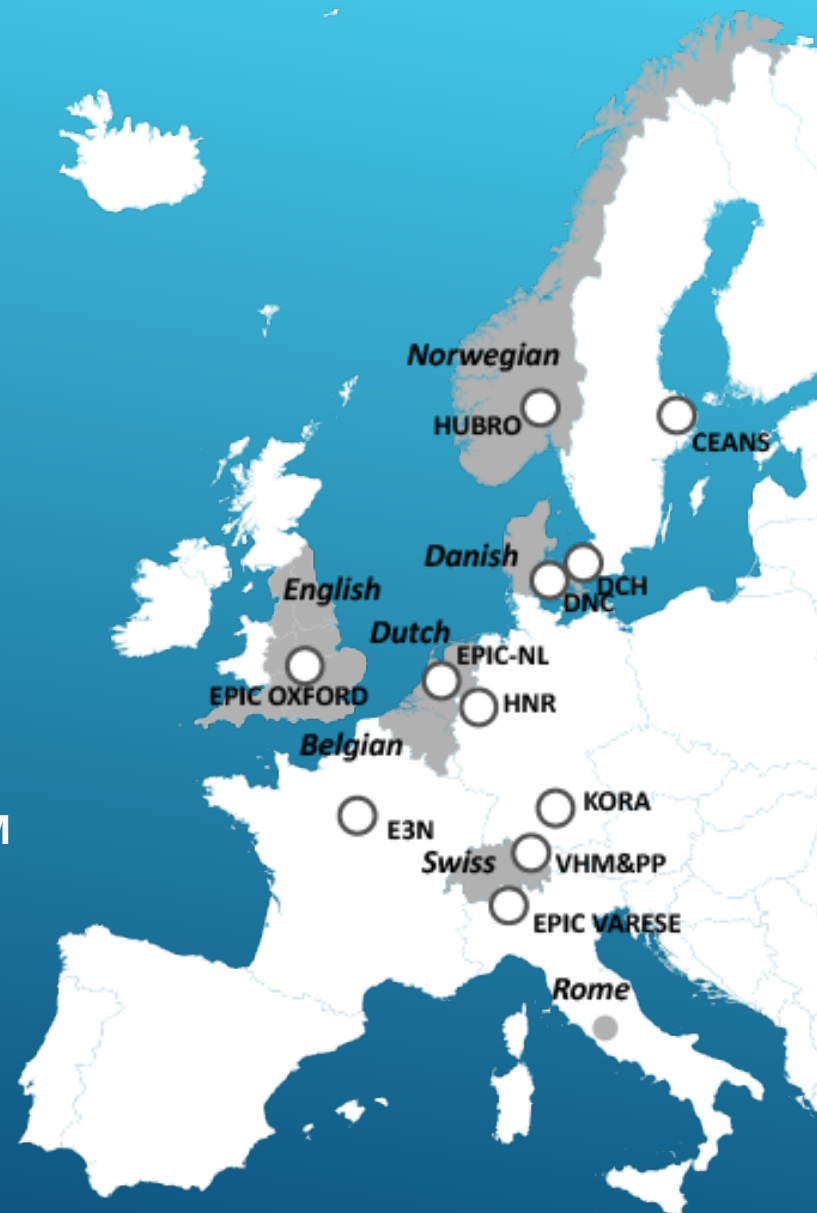 Norwegian
HUBRO
CEANS
Danish
DCH
DNC
English
Dutch
EPIC-NL
EPIC OXFORD
HNR
Belgian
KORA
M
E3N
Swiss
VHM&PP
EPIC VARESE
Rome